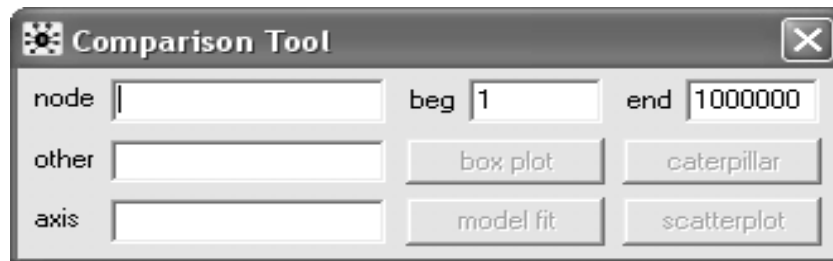 Comparison Tool
node beg 1 end 1000000
other box plot caterpillar
axis model fit scatterplot